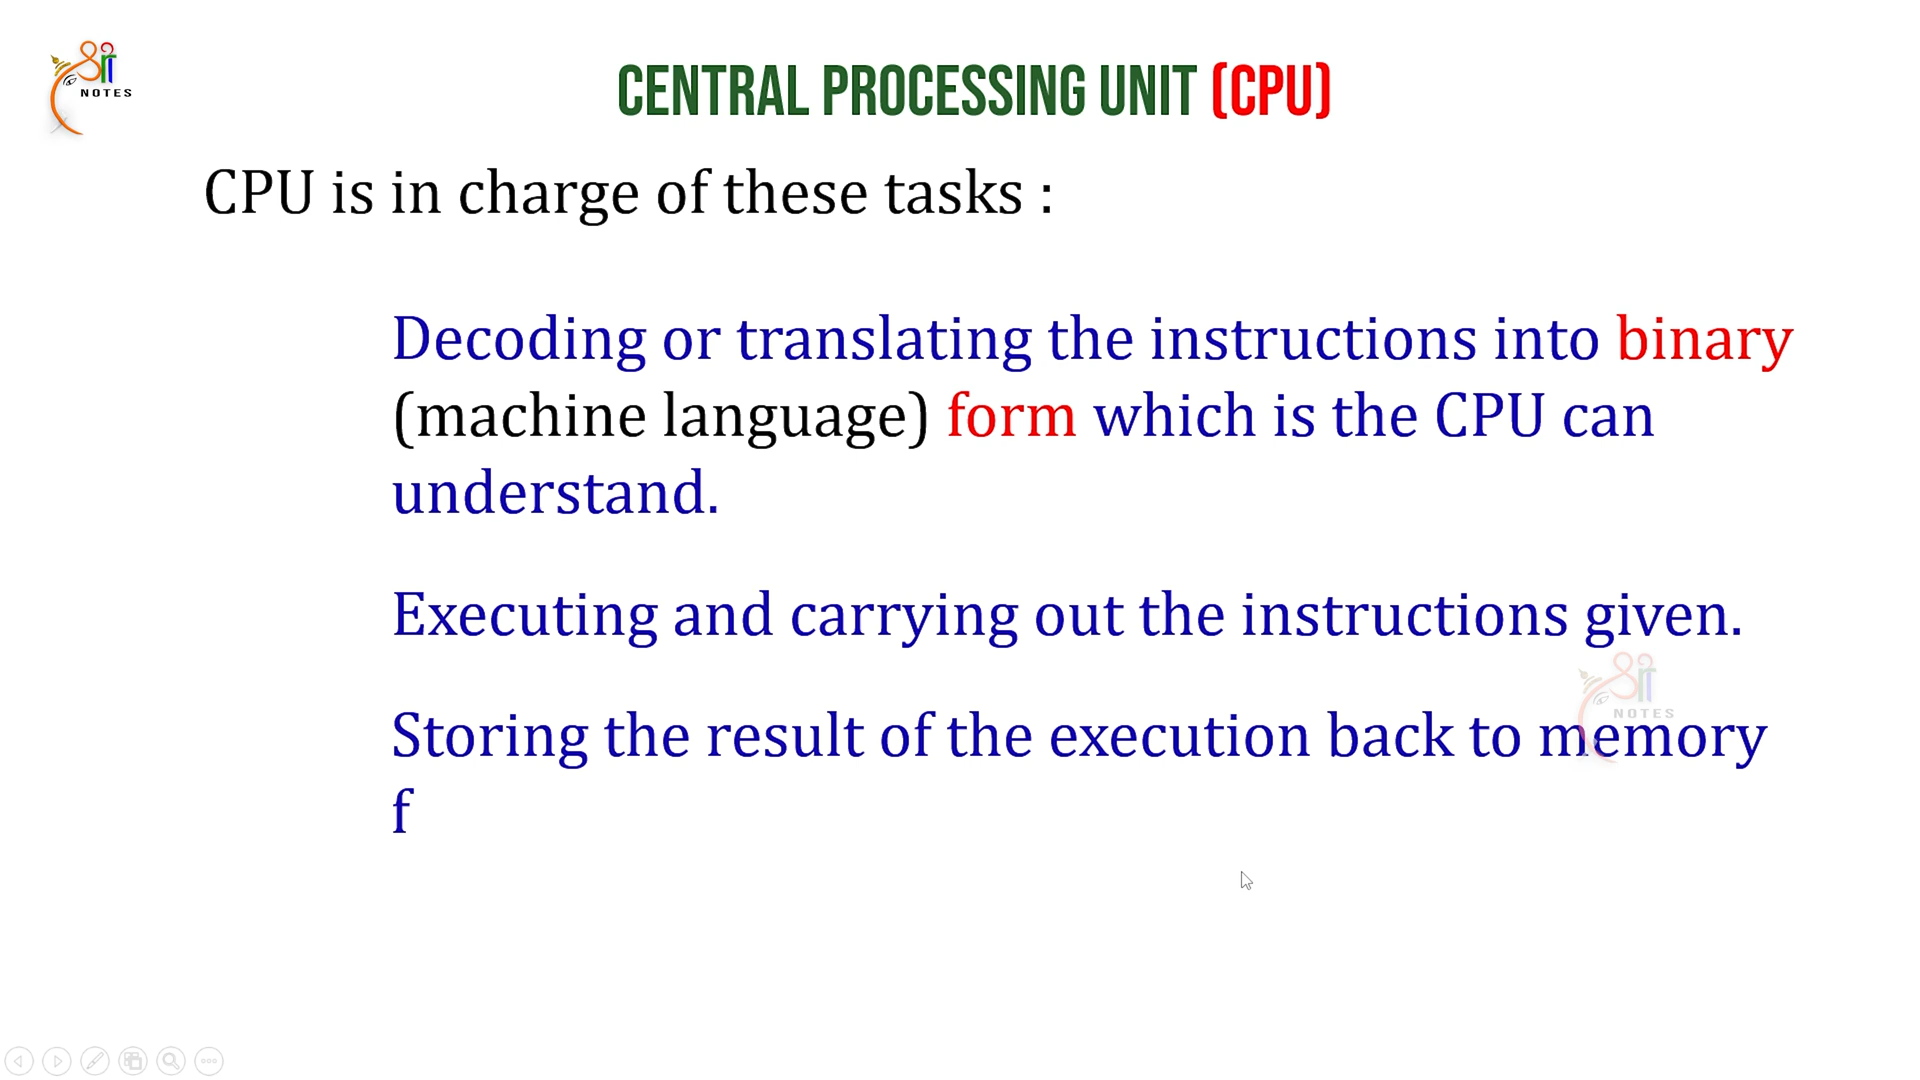 श्री
NOTES
CENTRAL PROCESSING UNIT (CPU)
CPU is in charge of these tasks :
Decoding or translating the instructions into binary
(machine language) form which is the CPU can
understand.
Executing and carrying out the instructions given.
श्री
NOTES
Storing the result of the execution back to memory
f